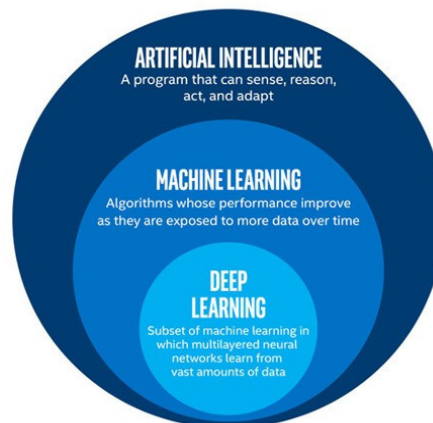 ARTIFICIAL INTELLIGENCE
A program that can sense, reason,
act, and adapt
MACHINE LEARNING
Algorithms whose performance improve
as they are exposed to more data over time
DEEP
LEARNING
Subset of machine learning in
which multilayered neural
networks learn from
vast amounts of data